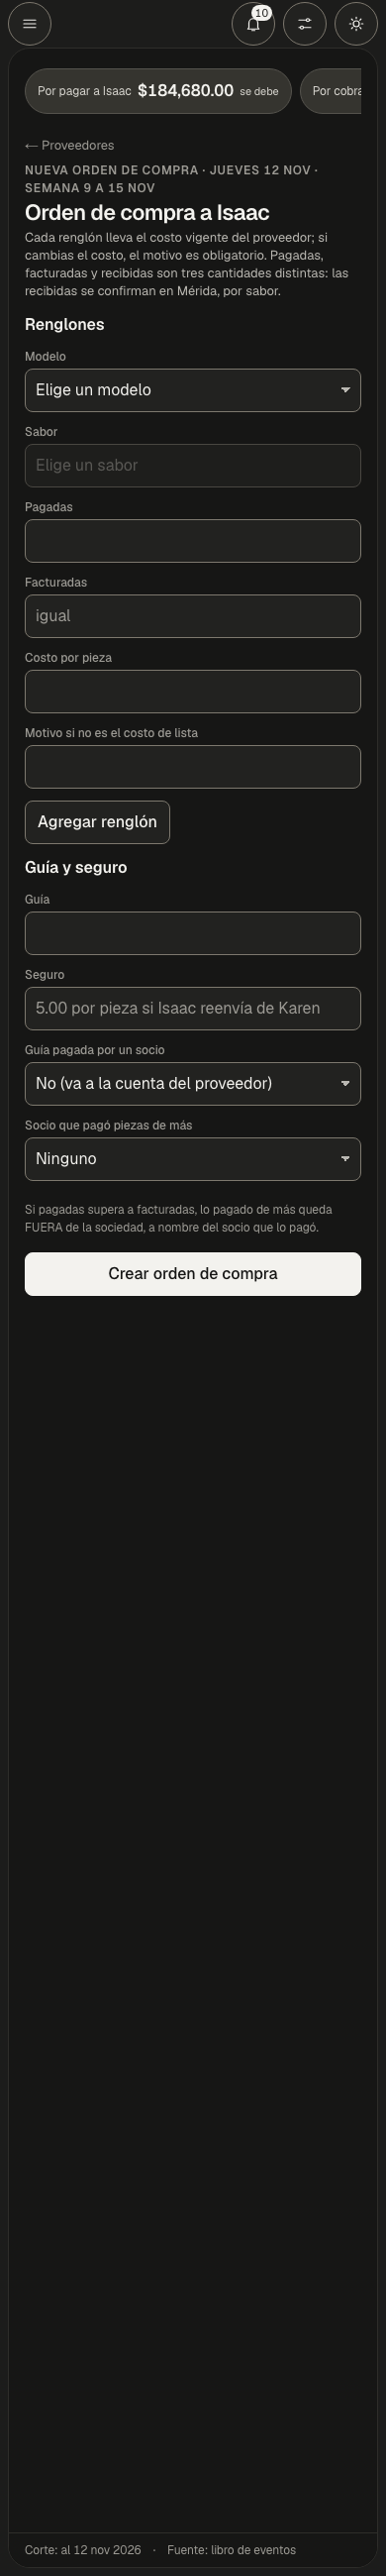 10
Por pagar a Isaac $184,680.00 se debe
Por cobra
← Proveedores
NUEVA ORDEN DE COMPRA · JUEVES 12 NOV ·
SEMANA 9 A 15 NOV
Orden de compra a Isaac
Cada renglón lleva el costo vigente del proveedor; si
cambias el costo, el motivo es obligatorio. Pagadas,
facturadas y recibidas son tres cantidades distintas: las
recibidas se confirman en Mérida, por sabor.
Renglones
Modelo
Elige un modelo
Sabor
Elige un sabor
Pagadas
Facturadas
igual
Costo por pieza
Motivo si no es el costo de lista
Agregar renglón
Guía y seguro
Guía
Seguro
5.00 por pieza si Isaac reenvía de Karen
Guía pagada por un socio
No (va a la cuenta del proveedor)
Socio que pagó piezas de más
Ninguno
Si pagadas supera a facturadas, lo pagado de más queda
FUERA de la sociedad, a nombre del socio que lo pagó.
Crear orden de compra
Corte: al 12 nov 2026 · Fuente: libro de eventos